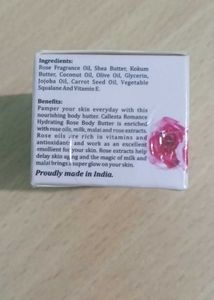 Ingredients:
Rose Fragrance Oil, Shea Butter, Kokum
Butter, Coconut Oil, Olive Oil, Glycerin,
Jojoba Oil, Carrot Seed Oil, Vegetable
Squalane And Vitamin E.
Benefits:
Pamper your skin everyday with this
nourishing body butter. Callesta Romance
Hydrating Rose Body Butter is enriched
with rose oils, milk, malai and rose extracts.
Rose oils are rich in vitamins and
antioxidants and work as an excellent
emollient for your skin. Rose extracts help
delay skin aging and the magic of milk and
malai brings a super glow on your skin.
Proudly made in India.